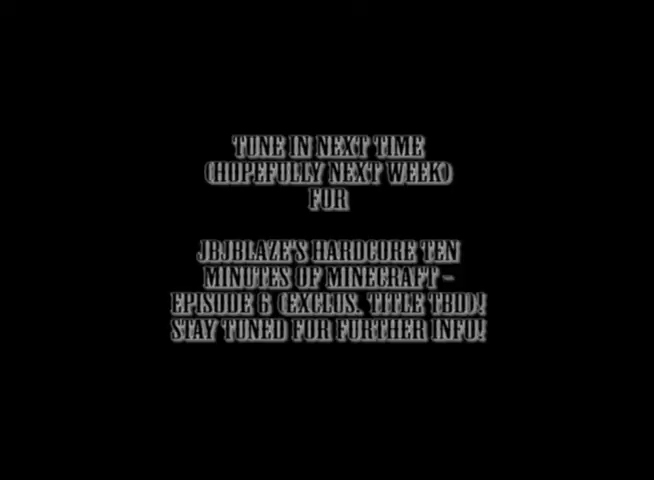 TUNE IN NEXT TIME
(HOPEFULLY NEXT WEEK)
FOR
JBJBLAZE'S HARDCORE TEN
MINUTES OF MINECRAFT -
EPISODE 6 (EXCLUS. TITLE TBD)!
STAY TUNED FOR FURTHER INFO!